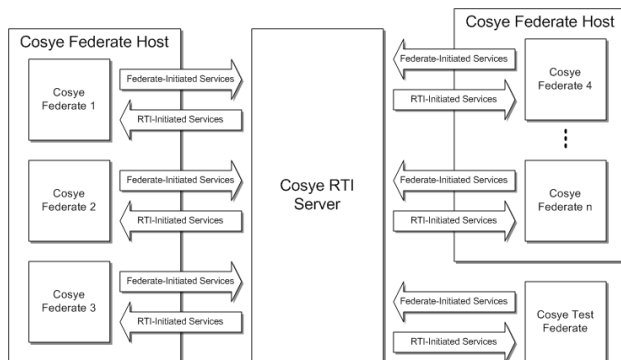 Cosye Federate Host
Cosye
Federate 1
Federate-Initiated Services
RTI-Initiated Services
Cosye
Federate 2
Federate-Initiated Services
RTI-Initiated Services
Cosye
Federate 3
Federate-Initiated Services
RTI-Initiated Services
Cosye RTI
Server
Cosye Federate Host
Federate-Initiated Services
RTI-Initiated Services
Cosye
Federate 4
Federate-Initiated Services
RTI-Initiated Services
Cosye
Federate n
Federate-Initiated Services
RTI-Initiated Services
Cosye Test
Federate